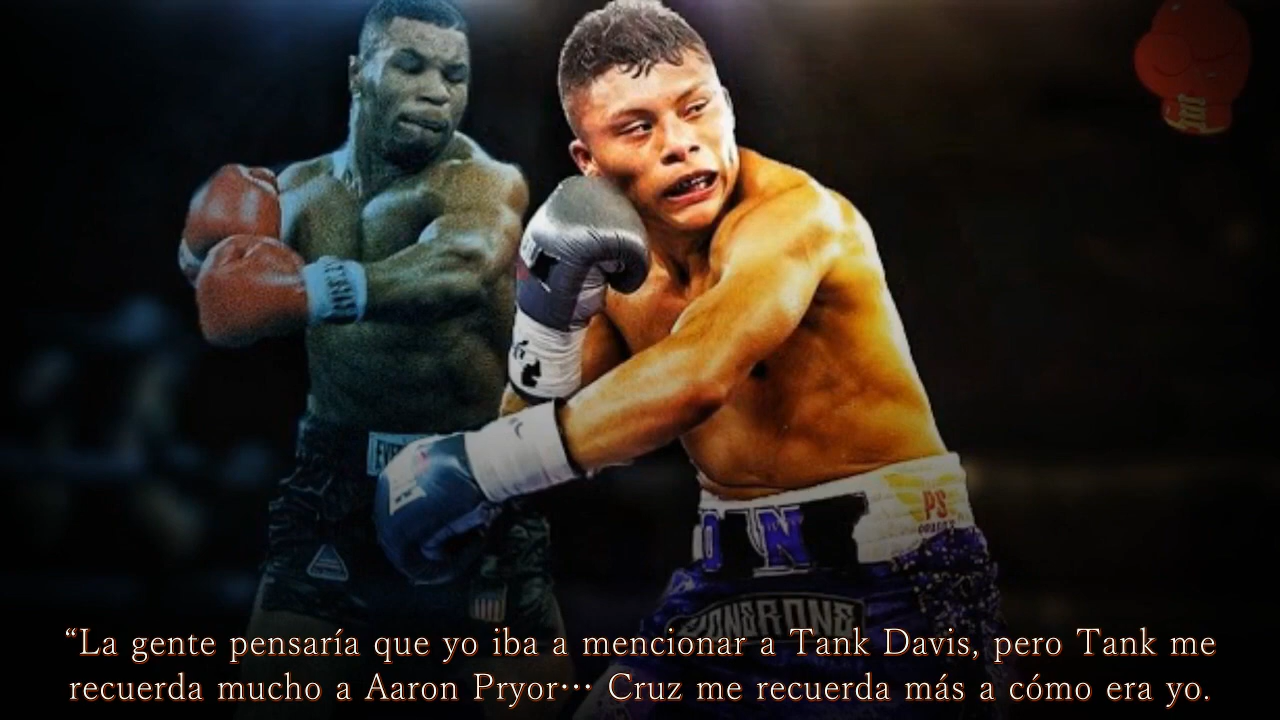 PS
“La gente pensaría que yo iba a mencionar a Tank Davis, pero Tank me
recuerda mucho a Aaron Pryor… Cruz me recuerda más a cómo era yo.